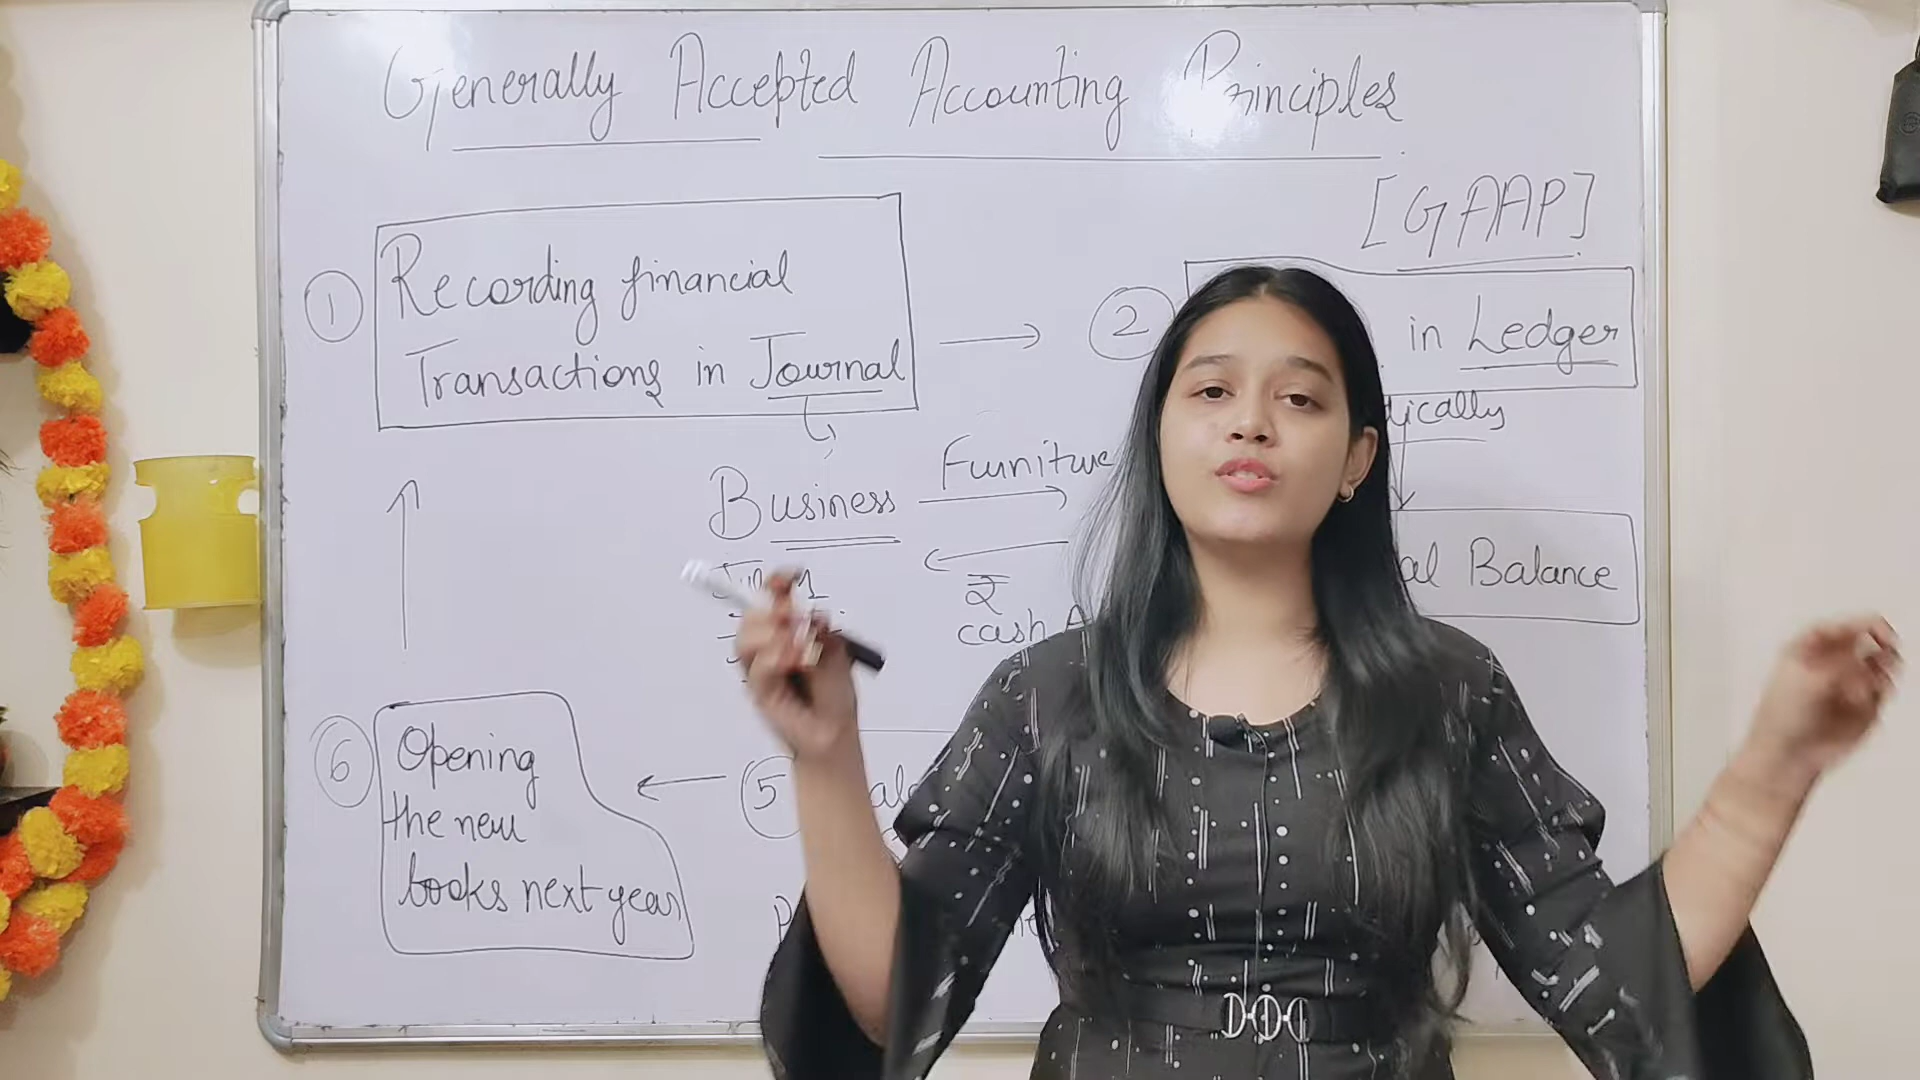 Generally Accepted Accounting Principles
[GAAP]
1
Recording financial
Transactions in Journal
2
in Ledger
Business
Furniture
₹
cash
Balance
6
Opening
the new
books next year
5